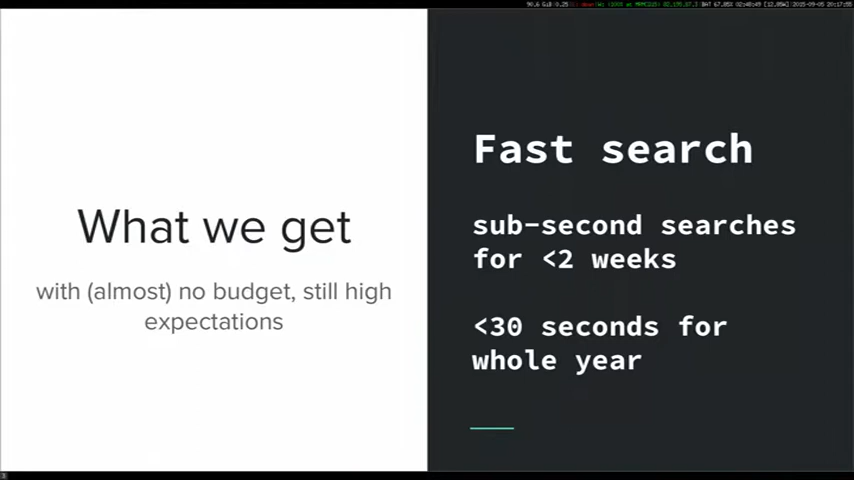 What we get
with (almost) no budget, still high
expectations
Fast search
sub-second searches
for <2 weeks
<30 seconds for
whole year